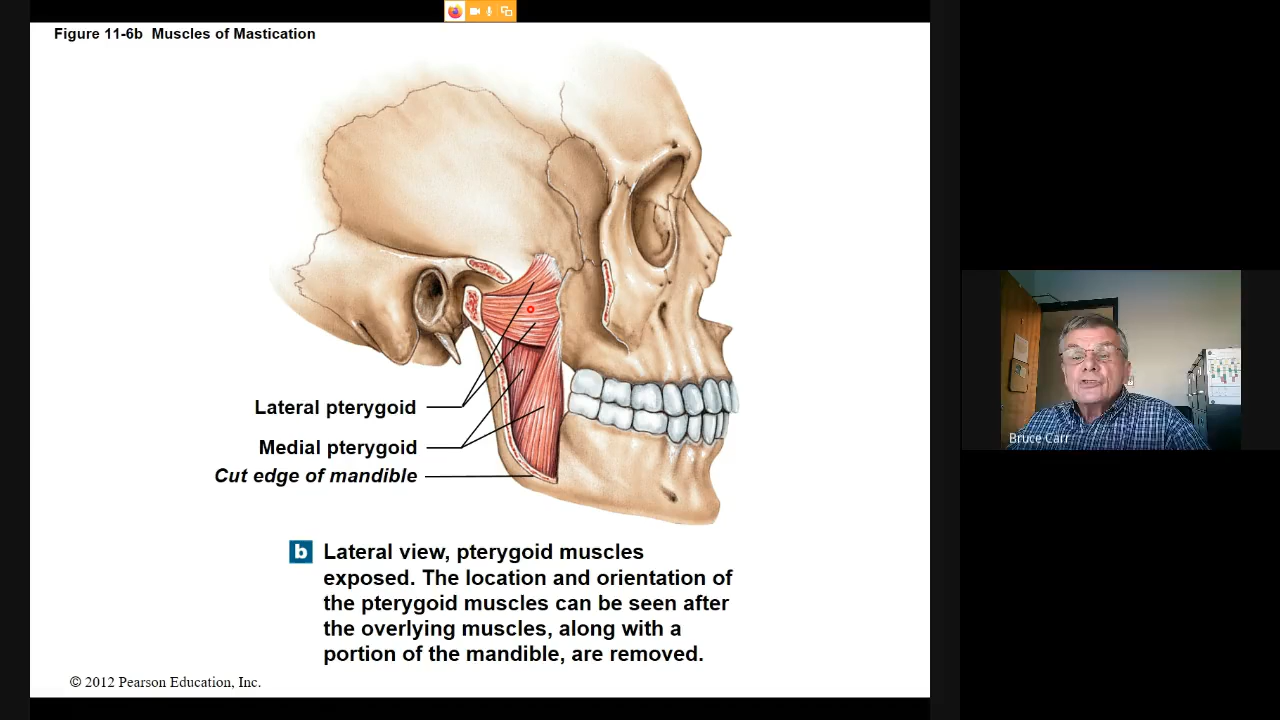 Figure 11-6b Muscles of Mastication
Lateral pterygoid
Medial pterygoid
Cut edge of mandible
b Lateral view, pterygoid muscles
exposed. The location and orientation of
the pterygoid muscles can be seen after
the overlying muscles, along with a
portion of the mandible, are removed.
© 2012 Pearson Education, Inc.
Bruce Carr